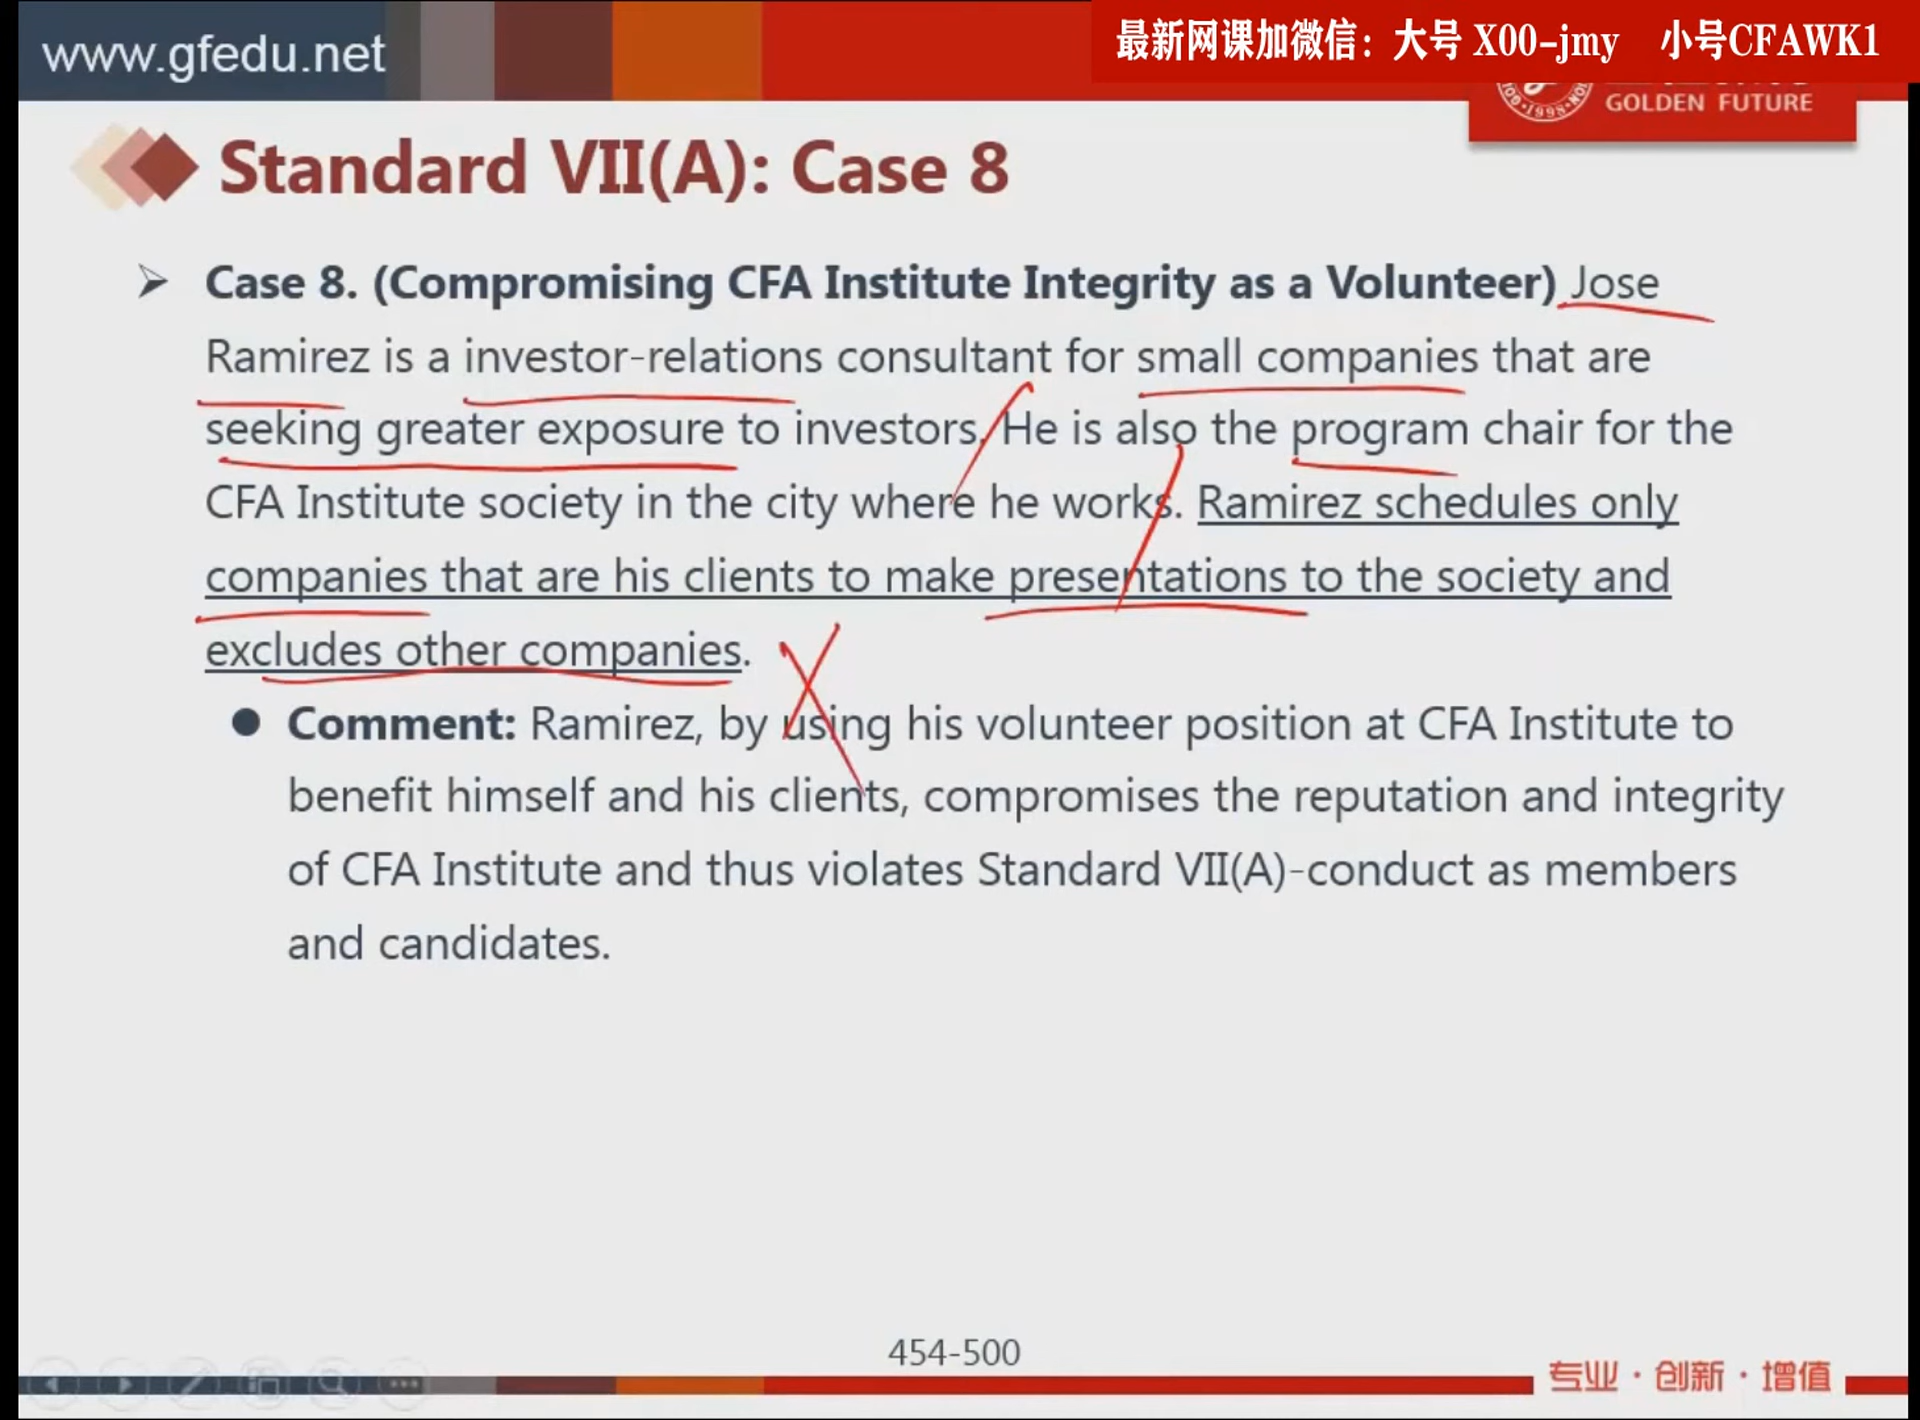 www.gfedu.net
最新网课加微信：大号 X00-jmy 小号CFAWK1
·1998·
GOLDEN FUTURE
Standard VII(A): Case 8
➢ Case 8. (Compromising CFA Institute Integrity as a Volunteer) Jose
Ramirez is a investor-relations consultant for small companies that are
seeking greater exposure to investors. He is also the program chair for the
CFA Institute society in the city where he works. Ramirez schedules only
companies that are his clients to make presentations to the society and
excludes other companies.
● Comment: Ramirez, by using his volunteer position at CFA Institute to
benefit himself and his clients, compromises the reputation and integrity
of CFA Institute and thus violates Standard VII(A)-conduct as members
and candidates.
454-500
专业·创新·增值